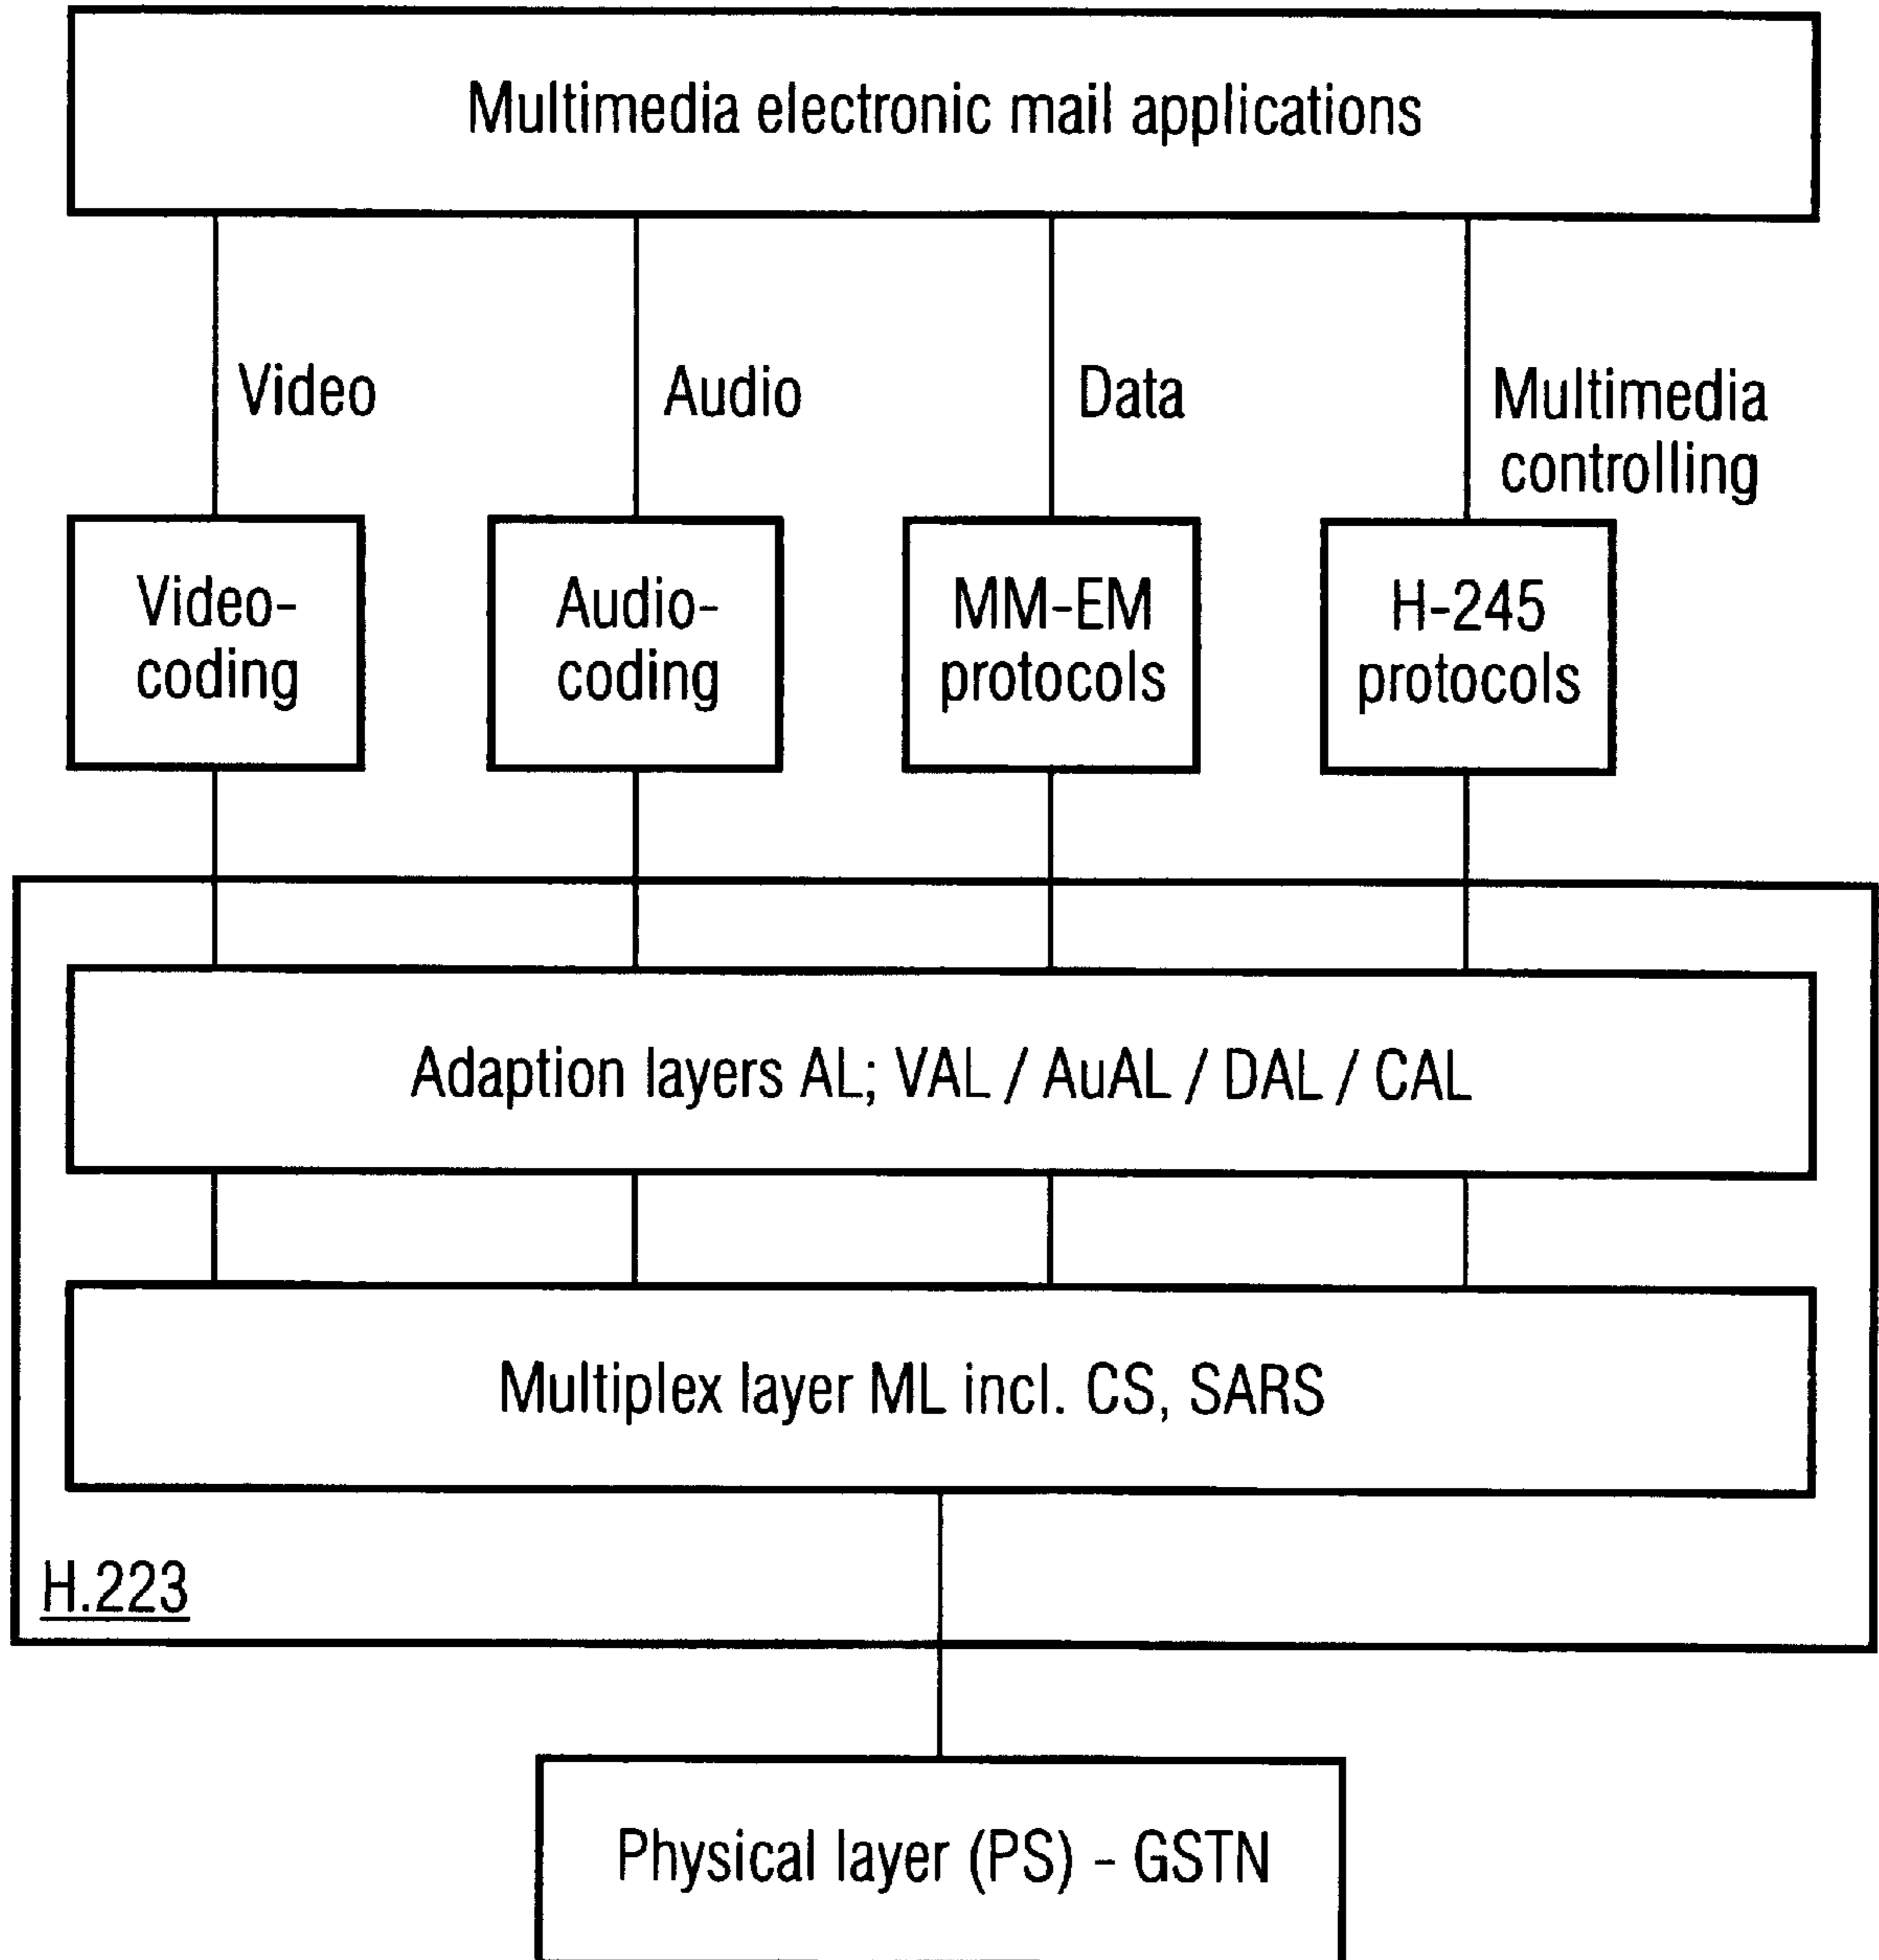 Multimedia electronic mail applications
Video
Audio
Data
Multimedia
controlling
Video-
coding
Audio-
coding
MM-EM
protocols
H-245
protocols
Adaption layers AL; VAL / AuAL / DAL / CAL
Multiplex layer ML incl. CS, SARS
H.223
Physical layer (PS) - GSTN